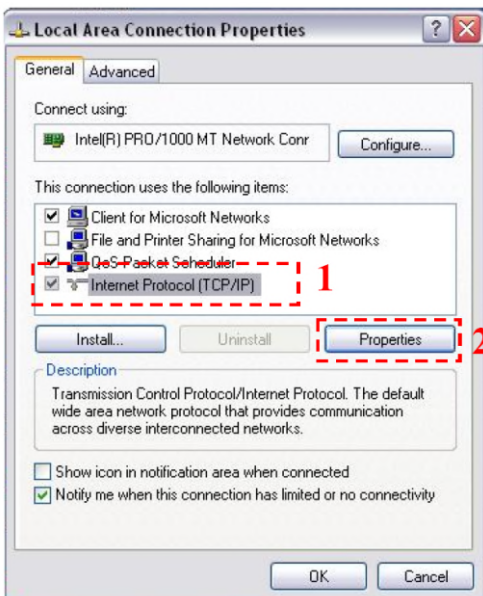 Local Area Connection Properties
General Advanced
Connect using:
Intel(R) PRO/1000 MT Network Conr
Configure...
This connection uses the following items:
Client for Microsoft Networks
File and Printer Sharing for Microsoft Networks
QoS Packet Scheduler
Internet Protocol (TCP/IP) 1
Install... Uninstall Properties 2
Description
Transmission Control Protocol/Internet Protocol. The default
wide area network protocol that provides communication
across diverse interconnected networks.
Show icon in notification area when connected
Notify me when this connection has limited or no connectivity
OK Cancel